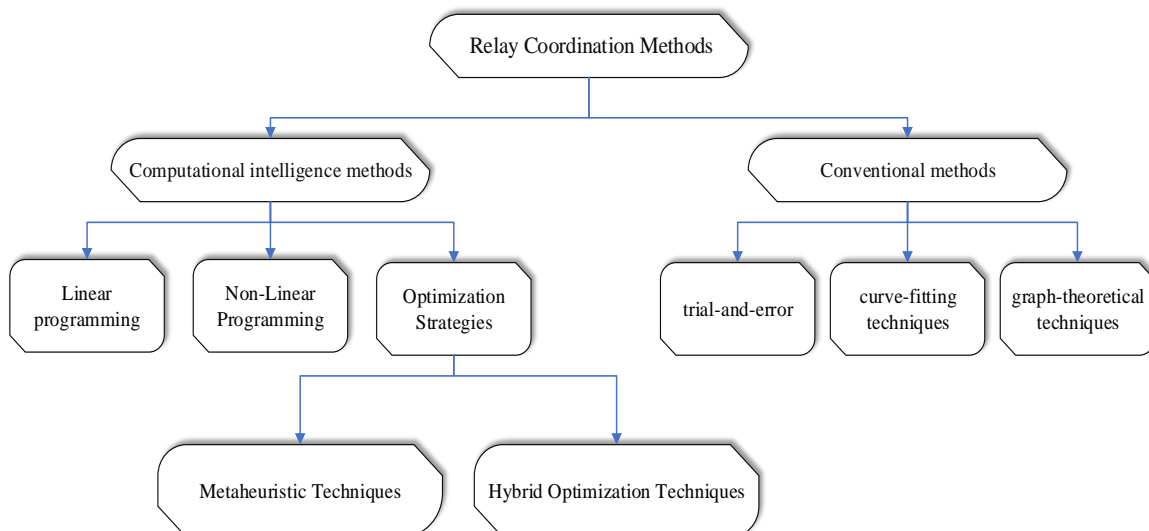 Relay Coordination Methods
Computational intelligence methods
Conventional methods
Linear
programming
Non-Linear
Programming
Optimization
Strategies
trial-and-error
curve-fitting
techniques
graph-theoretical
techniques
Metaheuristic Techniques
Hybrid Optimization Techniques